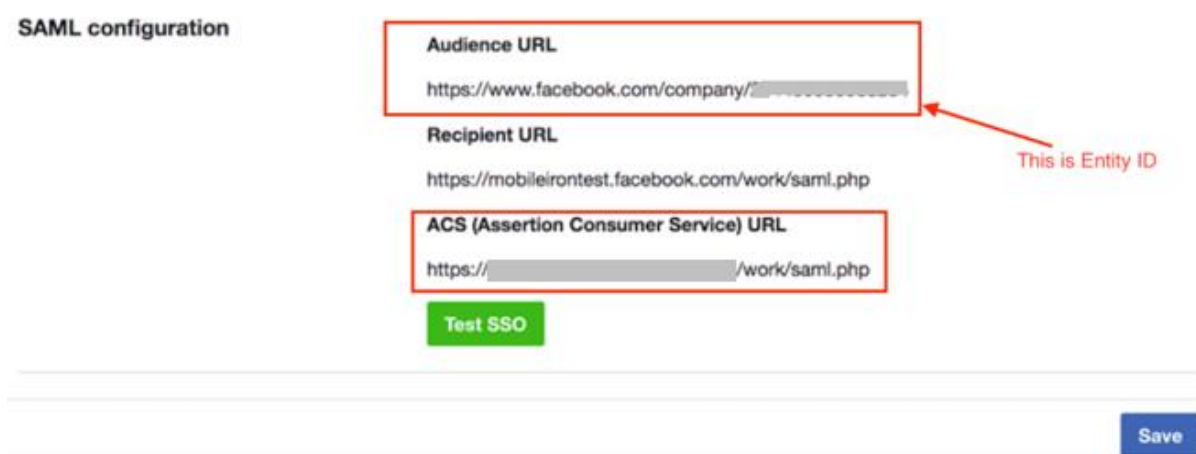 SAML configuration
Audience URL
https://www.facebook.com/company/
This is Entity ID
Recipient URL
https://mobileirontest.facebook.com/work/saml.php
ACS (Assertion Consumer Service) URL
https:// /work/saml.php
Test SSO
Save